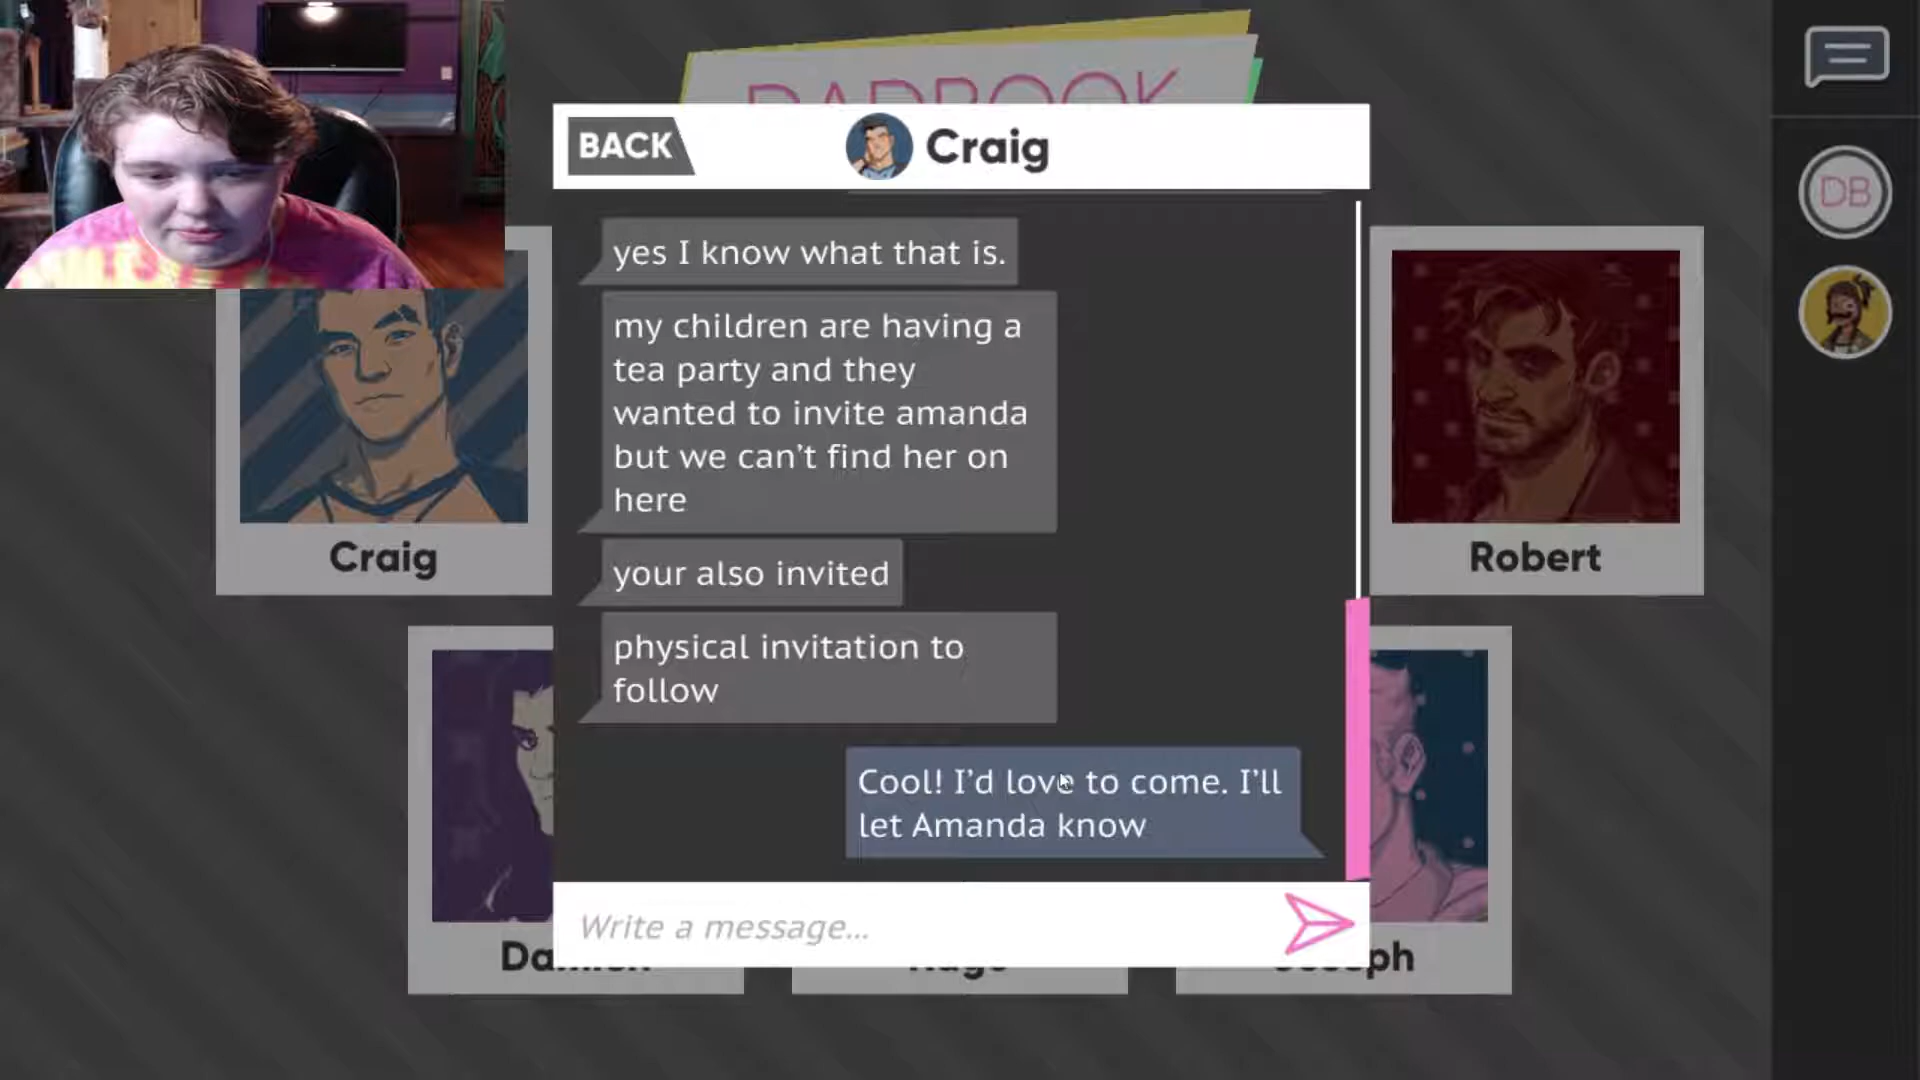 DADBOOK
BACK
Craig
DB
yes I know what that is.
my children are having a
tea party and they
wanted to invite amanda
but we can't find her on
here
your also invited
physical invitation to
follow
Cool! I'd love to come. I'll
let Amanda know
Write a message...
Craig
Robert